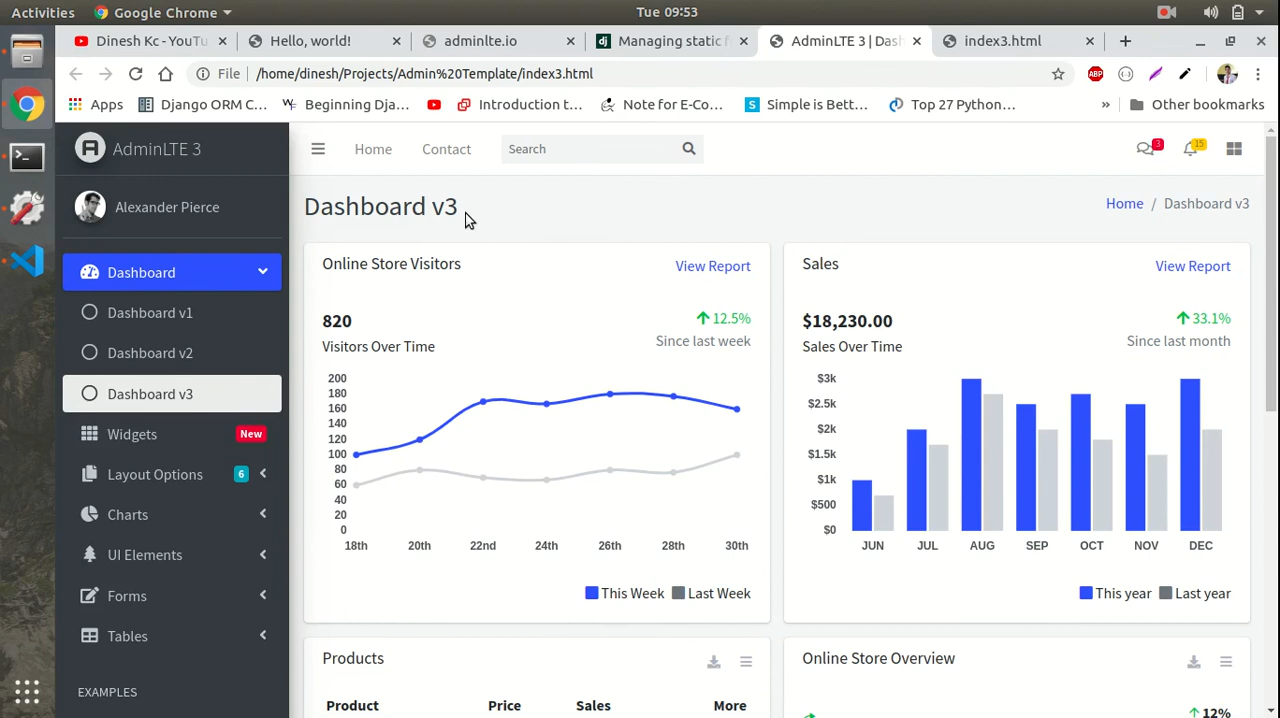 Activities Google Chrome Tue 09:53
Dinesh Kc - YouTu Hello, world! adminlte.io Managing static f AdminLTE 3 | Dash index3.html
File /home/dinesh/Projects/Admin%20Template/index3.html ABP
Apps Django ORM C... Beginning Dja... Introduction t... Note for E-Co... S Simple is Bett... Top 27 Python... » Other bookmarks
AdminLTE 3
Home Contact Search 3 15
Alexander Pierce
Dashboard v3
Home / Dashboard v3
Dashboard
Dashboard v1
Dashboard v2
Dashboard v3
Widgets New
Layout Options 6
Charts
UI Elements
Forms
Tables
EXAMPLES
Online Store Visitors View Report
820 12.5%
Visitors Over Time Since last week
200
180
160
140
120
100
80
60
40
20
0
18th 20th 22nd 24th 26th 28th 30th
This Week Last Week
Sales View Report
$18,230.00 33.1%
Sales Over Time Since last month
$3k
$2.5k
$2k
$1.5k
$1k
$500
$0
JUN JUL AUG SEP OCT NOV DEC
This year Last year
Products
Product Price Sales More
Online Store Overview
12%